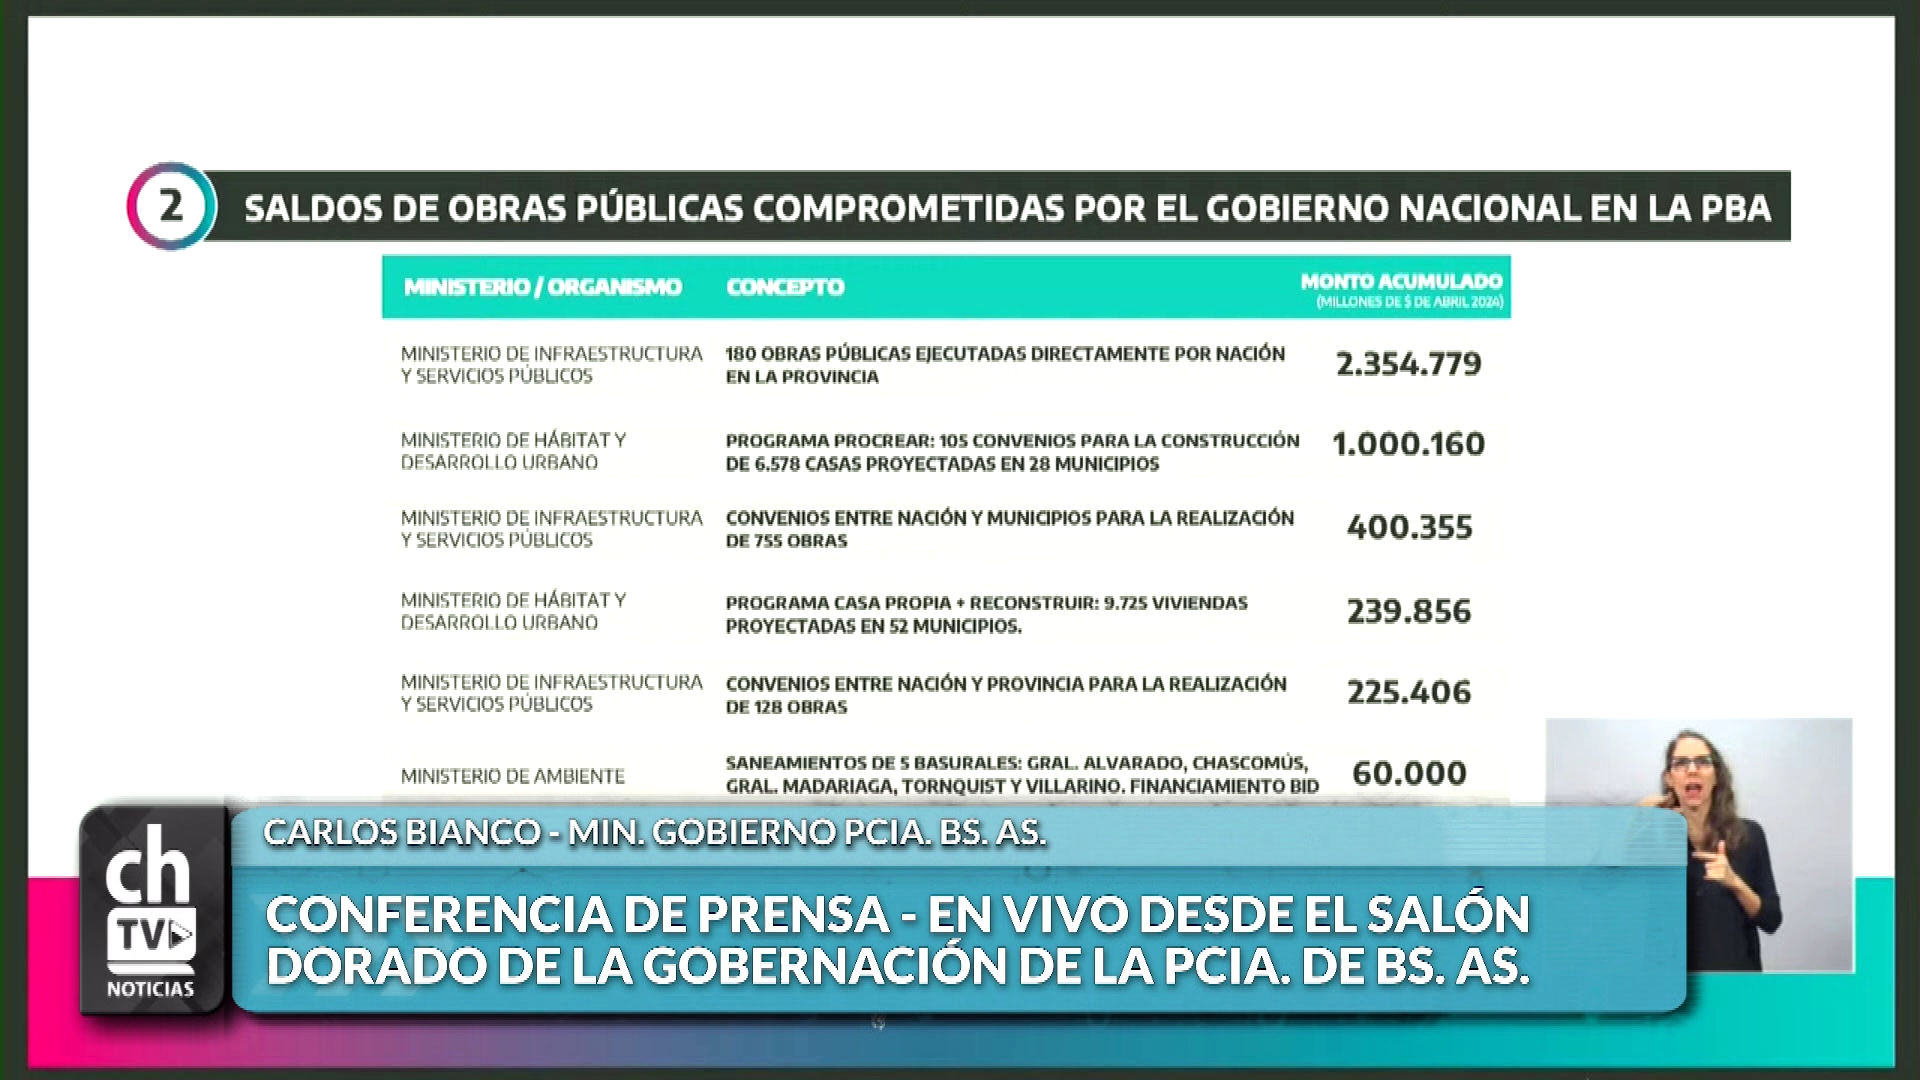 2
SALDOS DE OBRAS PÚBLICAS COMPROMETIDAS POR EL GOBIERNO NACIONAL EN LA PBA
MINISTERIO / ORGANISMO
CONCEPTO
MONTO ACUMULADO
(MILLONES DE $ DE ABRIL 2024)
MINISTERIO DE INFRAESTRUCTURA
Y SERVICIOS PÚBLICOS
180 OBRAS PÚBLICAS EJECUTADAS DIRECTAMENTE POR NACIÓN
EN LA PROVINCIA
2.354.779
MINISTERIO DE HÁBITAT Y
DESARROLLO URBANO
PROGRAMA PROCREAR: 105 CONVENIOS PARA LA CONSTRUCCIÓN
DE 6.578 CASAS PROYECTADAS EN 28 MUNICIPIOS
1.000.160
MINISTERIO DE INFRAESTRUCTURA
Y SERVICIOS PÚBLICOS
CONVENIOS ENTRE NACIÓN Y MUNICIPIOS PARA LA REALIZACIÓN
DE 755 OBRAS
400.355
MINISTERIO DE HÁBITAT Y
DESARROLLO URBANO
PROGRAMA CASA PROPIA + RECONSTRUIR: 9.725 VIVIENDAS
PROYECTADAS EN 52 MUNICIPIOS.
239.856
MINISTERIO DE INFRAESTRUCTURA
Y SERVICIOS PÚBLICOS
CONVENIOS ENTRE NACIÓN Y PROVINCIA PARA LA REALIZACIÓN
DE 128 OBRAS
225.406
MINISTERIO DE AMBIENTE
SANEAMIENTOS DE 5 BASURALES: GRAL. ALVARADO, CHASCOMÚS,
GRAL. MADARIAGA, TORNQUIST Y VILLARINO. FINANCIAMIENTO BID
60.000
CARLOS BIANCO - MIN. GOBIERNO PCIA. BS. AS.
CONFERENCIA DE PRENSA - EN VIVO DESDE EL SALÓN
DORADO DE LA GOBERNACIÓN DE LA PCIA. DE BS. AS.
ch
TV
NOTICIAS